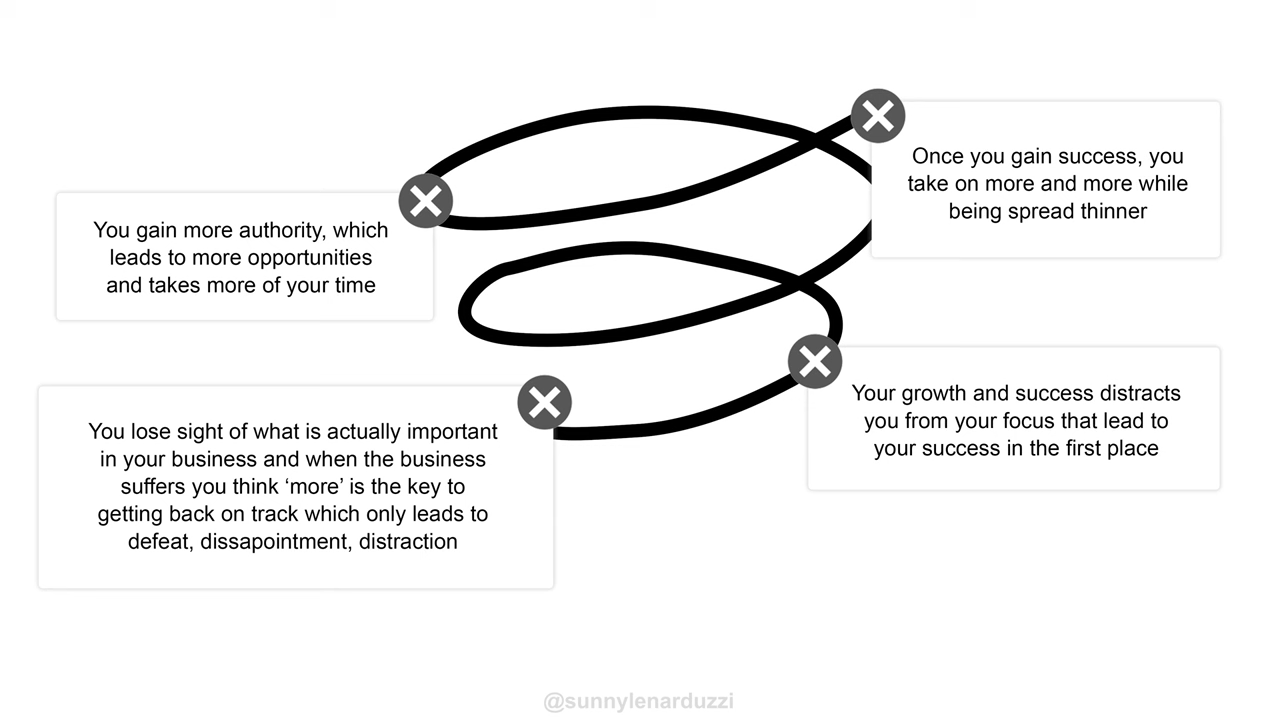 Once you gain success, you
take on more and more while
being spread thinner
You gain more authority, which
leads to more opportunities
and takes more of your time
Your growth and success distracts
you from your focus that lead to
your success in the first place
You lose sight of what is actually important
in your business and when the business
suffers you think ‘more’ is the key to
getting back on track which only leads to
defeat, dissapointment, distraction
@sunnylenarduzzi